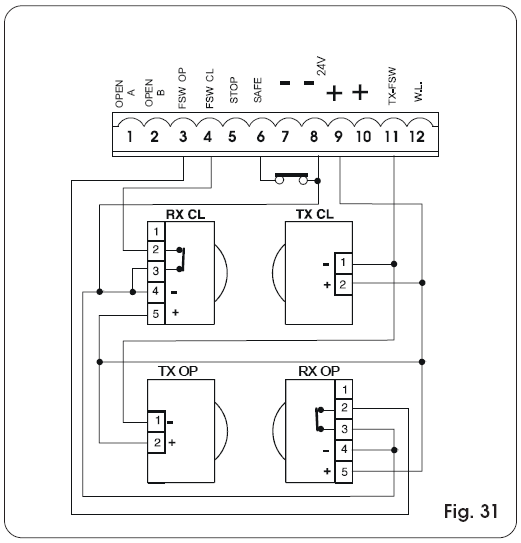 OPEN A
OPEN B
FSW OP
FSW CL
STOP
SAFE
-
-
24V
+
+
TX-FSW
W.L.
1 2 3 4 5 6 7 8 9 10 11 12
RX CL
1
2
3
4 -
5 +
TX CL
- 1
+ 2
TX OP
1 -
2 +
RX OP
1
2
3
- 4
+ 5
Fig. 31